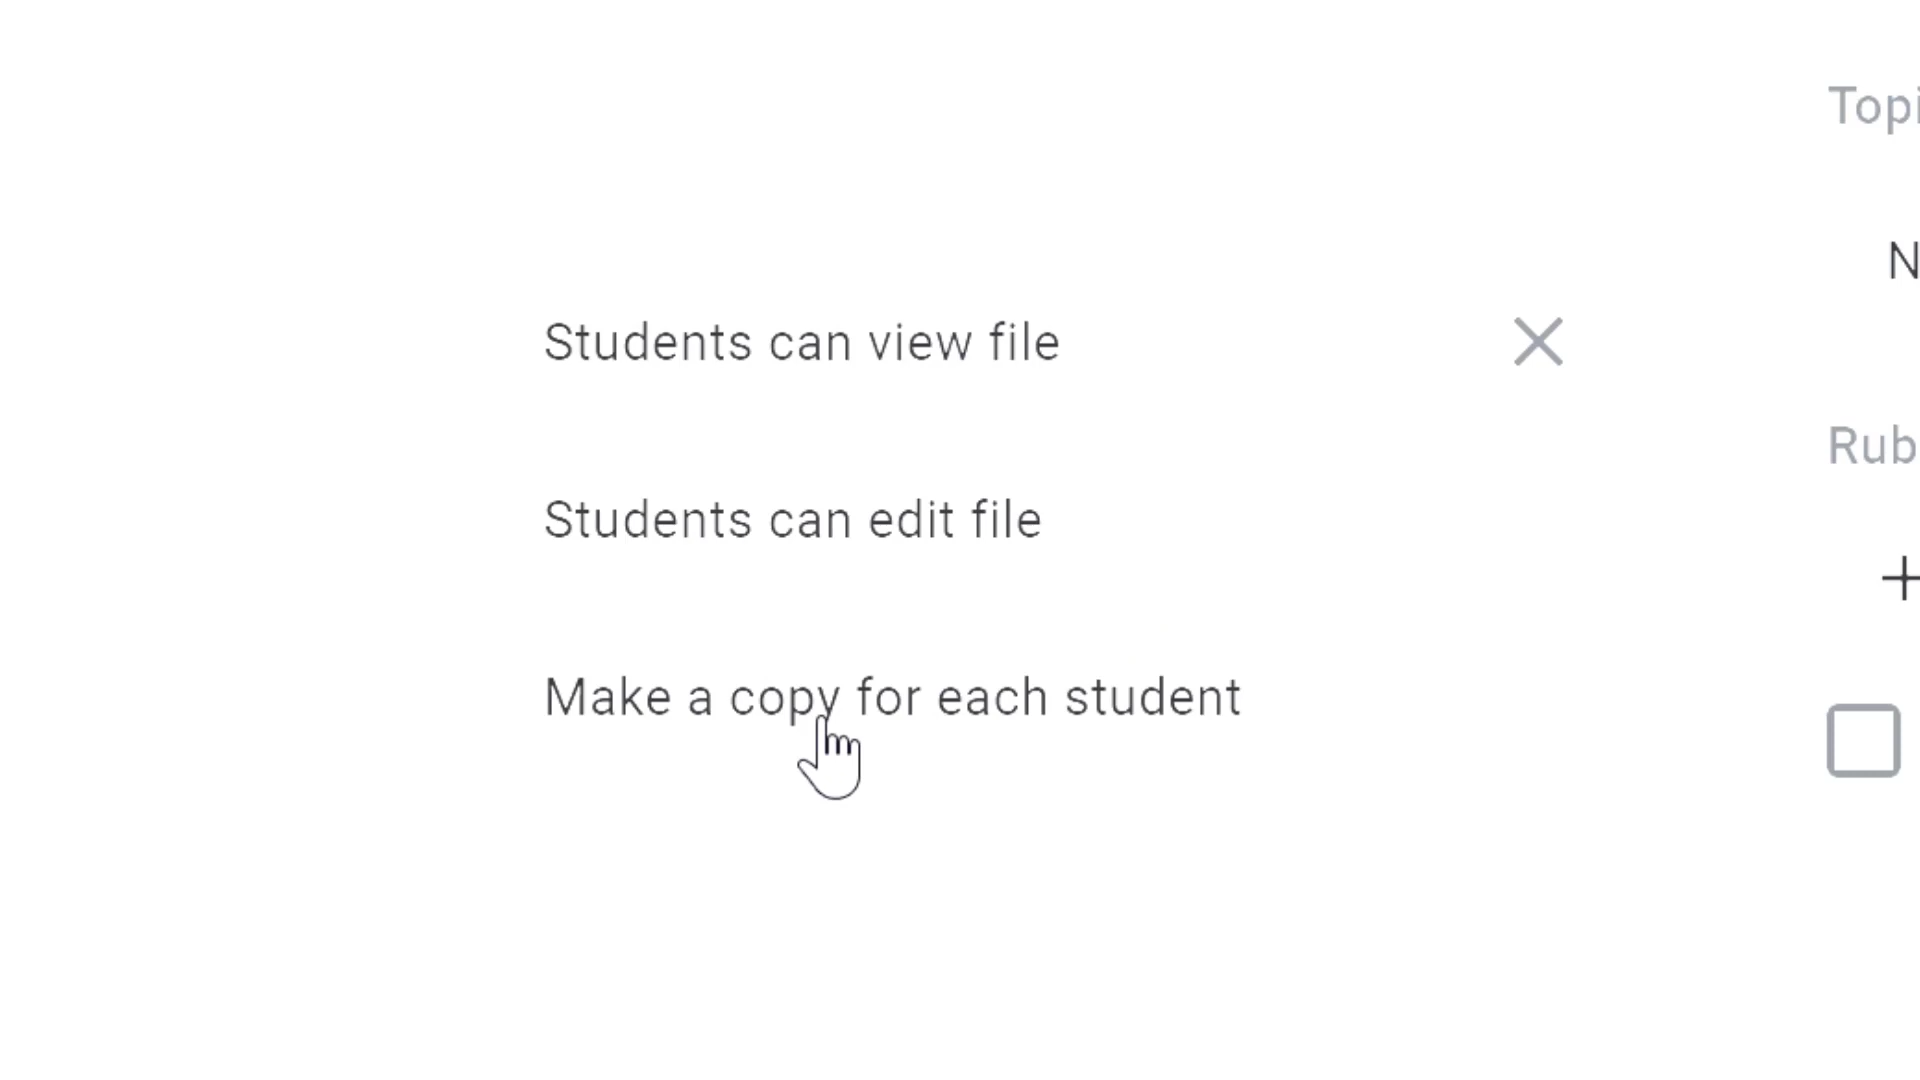 Topi
N
Students can view file
Rub
Students can edit file
Make a copy for each student